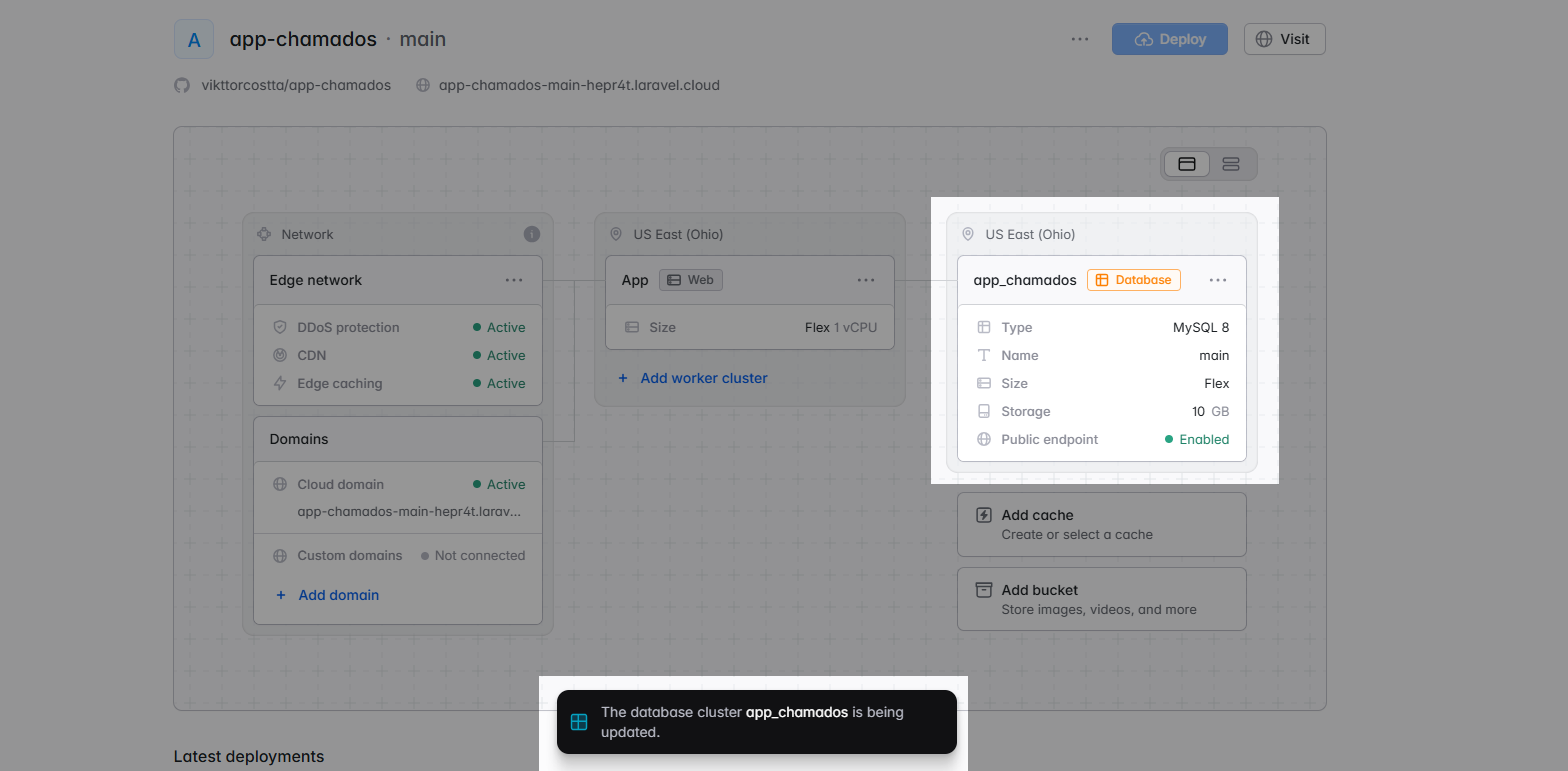 A
app-chamados · main
Deploy
Visit
vikttorcostta/app-chamados
app-chamados-main-hepr4t.laravel.cloud
Network
Edge network
DDoS protection Active
CDN Active
Edge caching Active
Domains
Cloud domain Active
app-chamados-main-hepr4t.larav...
Custom domains Not connected
+ Add domain
US East (Ohio)
App Web
Size Flex 1 vCPU
+ Add worker cluster
US East (Ohio)
app_chamados Database
Type MySQL 8
Name main
Size Flex
Storage 10 GB
Public endpoint Enabled
Add cache
Create or select a cache
Add bucket
Store images, videos, and more
The database cluster app_chamados is being
updated.
Latest deployments